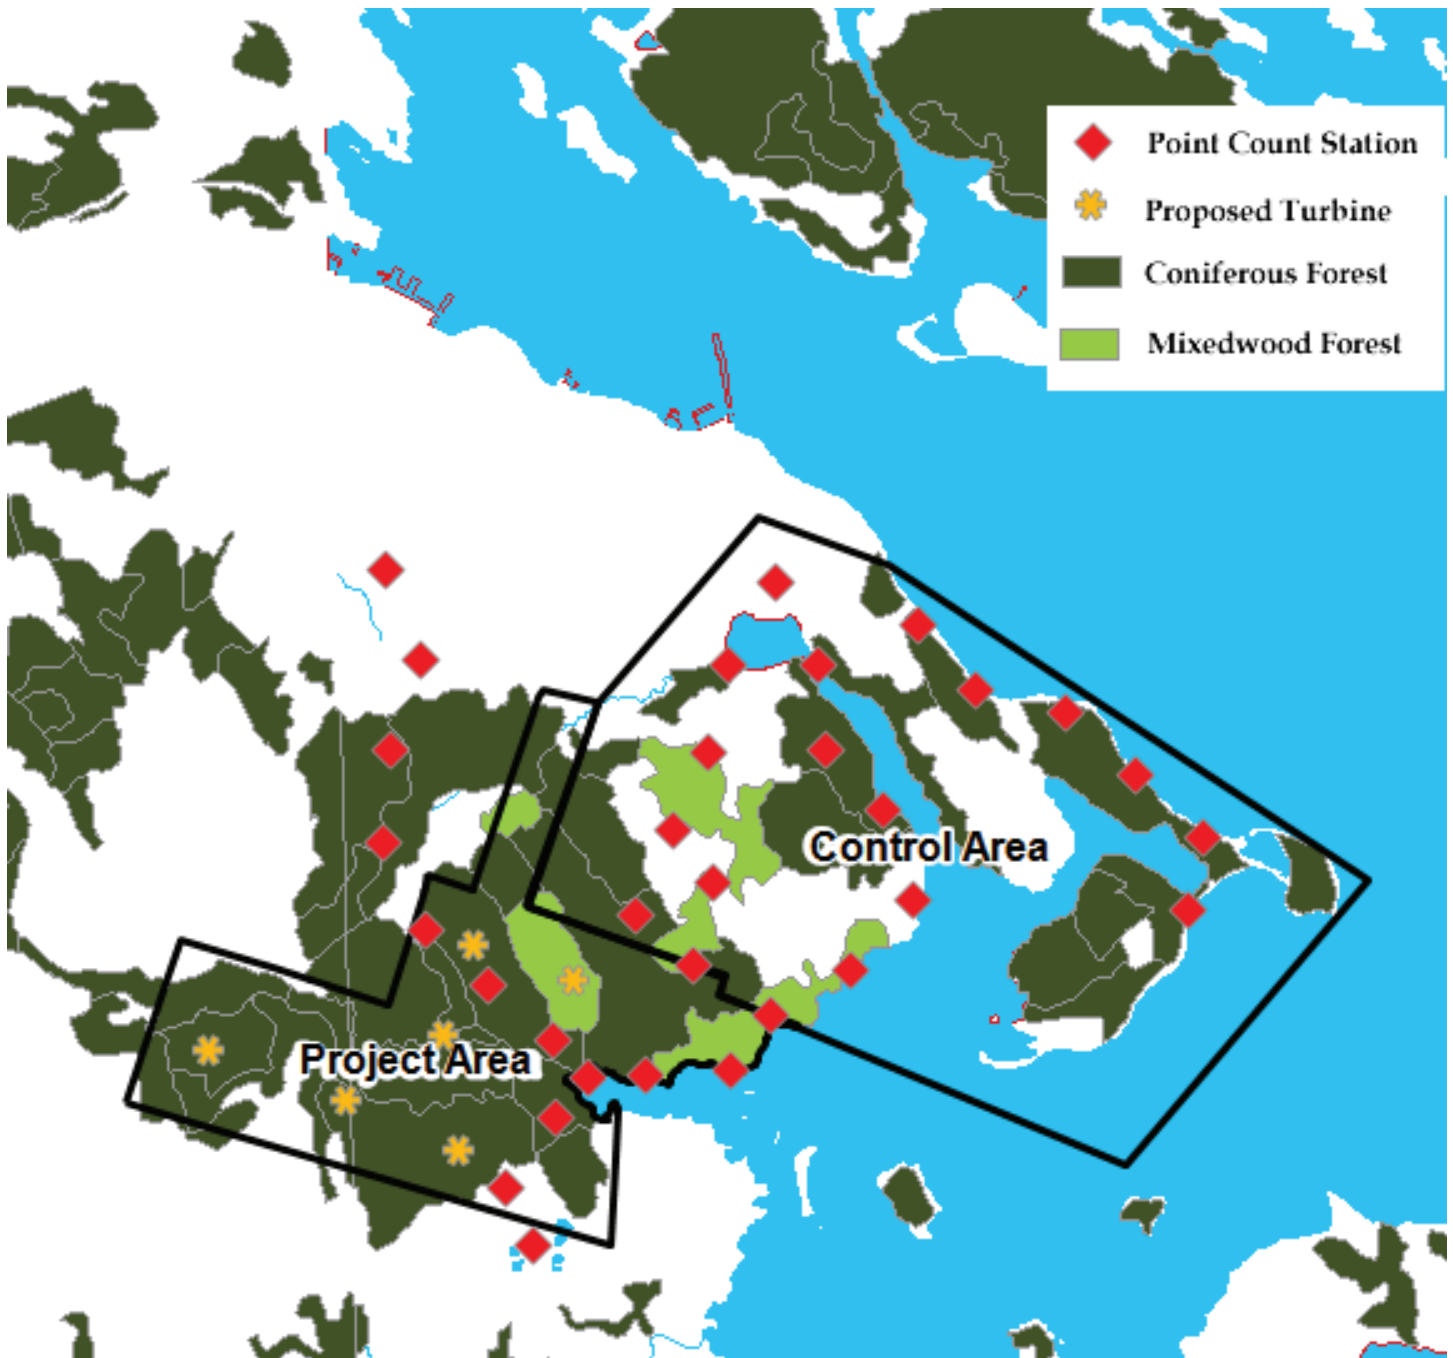 Point Count Station
Proposed Turbine
Coniferous Forest
Mixedwood Forest
Control Area
Project Area